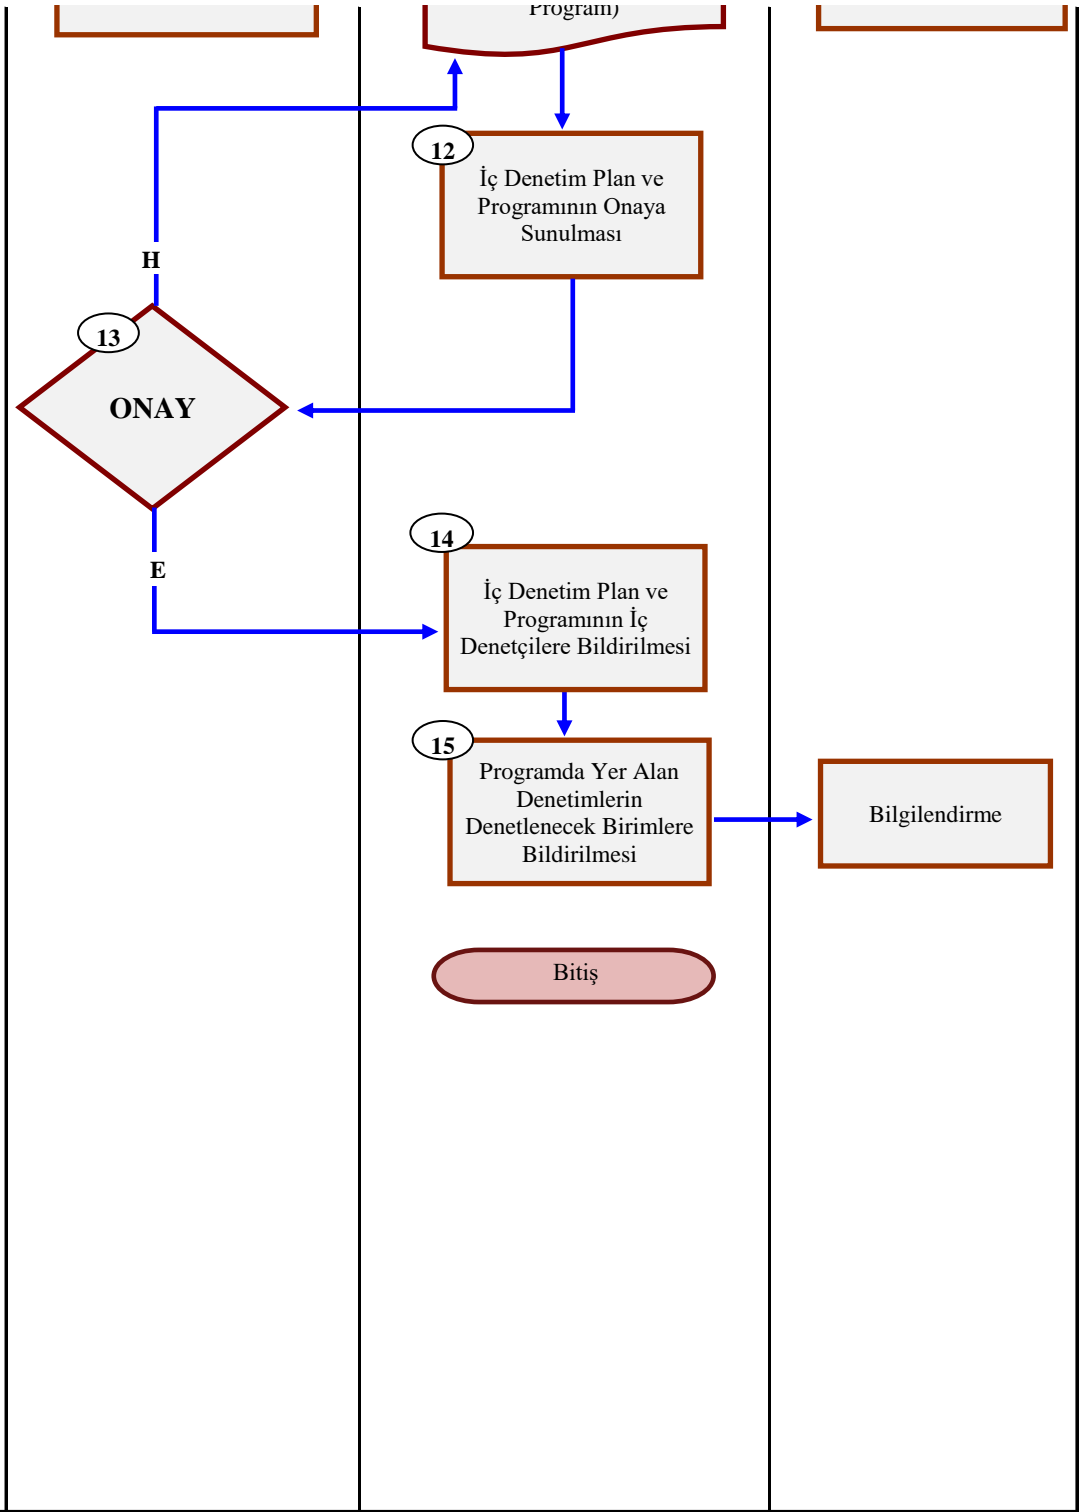 Program)
12
İç Denetim Plan ve
Programının Onaya
Sunulması
H
13
ONAY
14
E
İç Denetim Plan ve
Programının İç
Denetçilere Bildirilmesi
15
Programda Yer Alan
Denetimlerin
Denetlenecek Birimlere
Bildirilmesi
Bilgilendirme
Bitiş